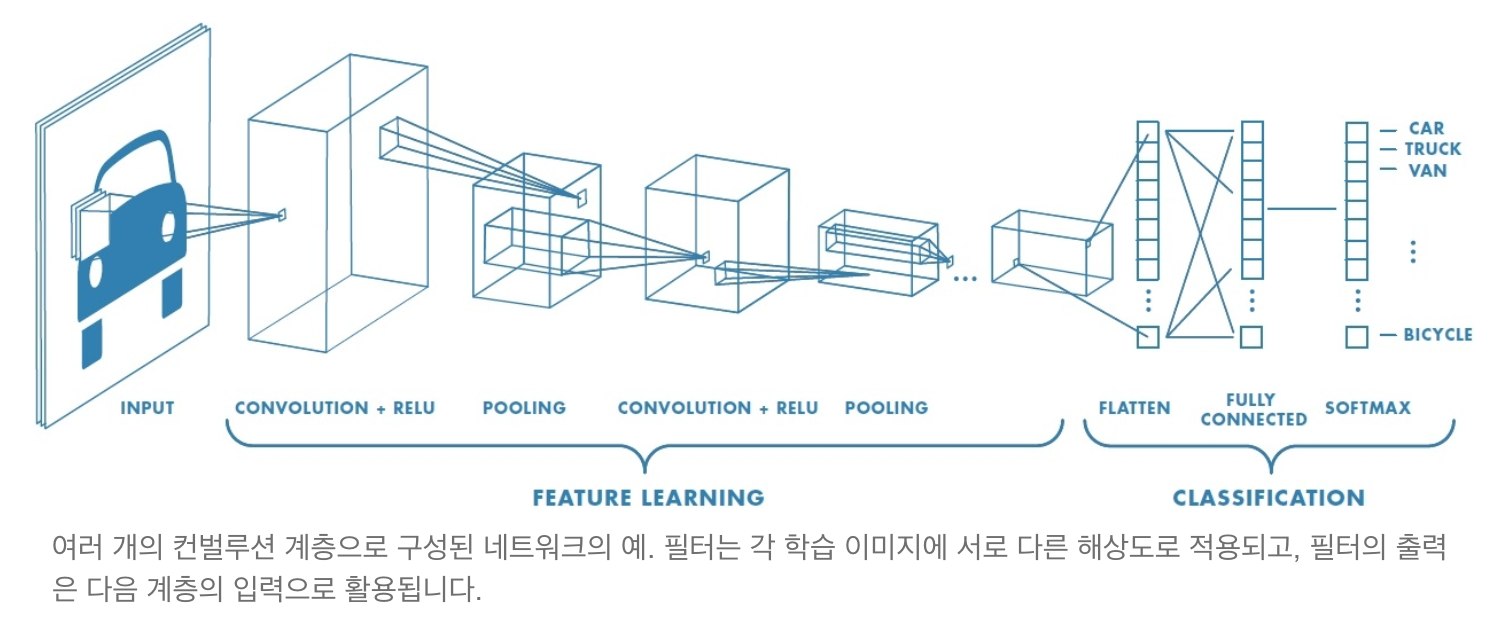 CAR
TRUCK
VAN
BICYCLE
INPUT
CONVOLUTION + RELU
POOLING
CONVOLUTION + RELU
POOLING
FLATTEN
FULLY
CONNECTED
SOFTMAX
FEATURE LEARNING
CLASSIFICATION
여러 개의 컨벌루션 계층으로 구성된 네트워크의 예. 필터는 각 학습 이미지에 서로 다른 해상도로 적용되고, 필터의 출력
은 다음 계층의 입력으로 활용됩니다.